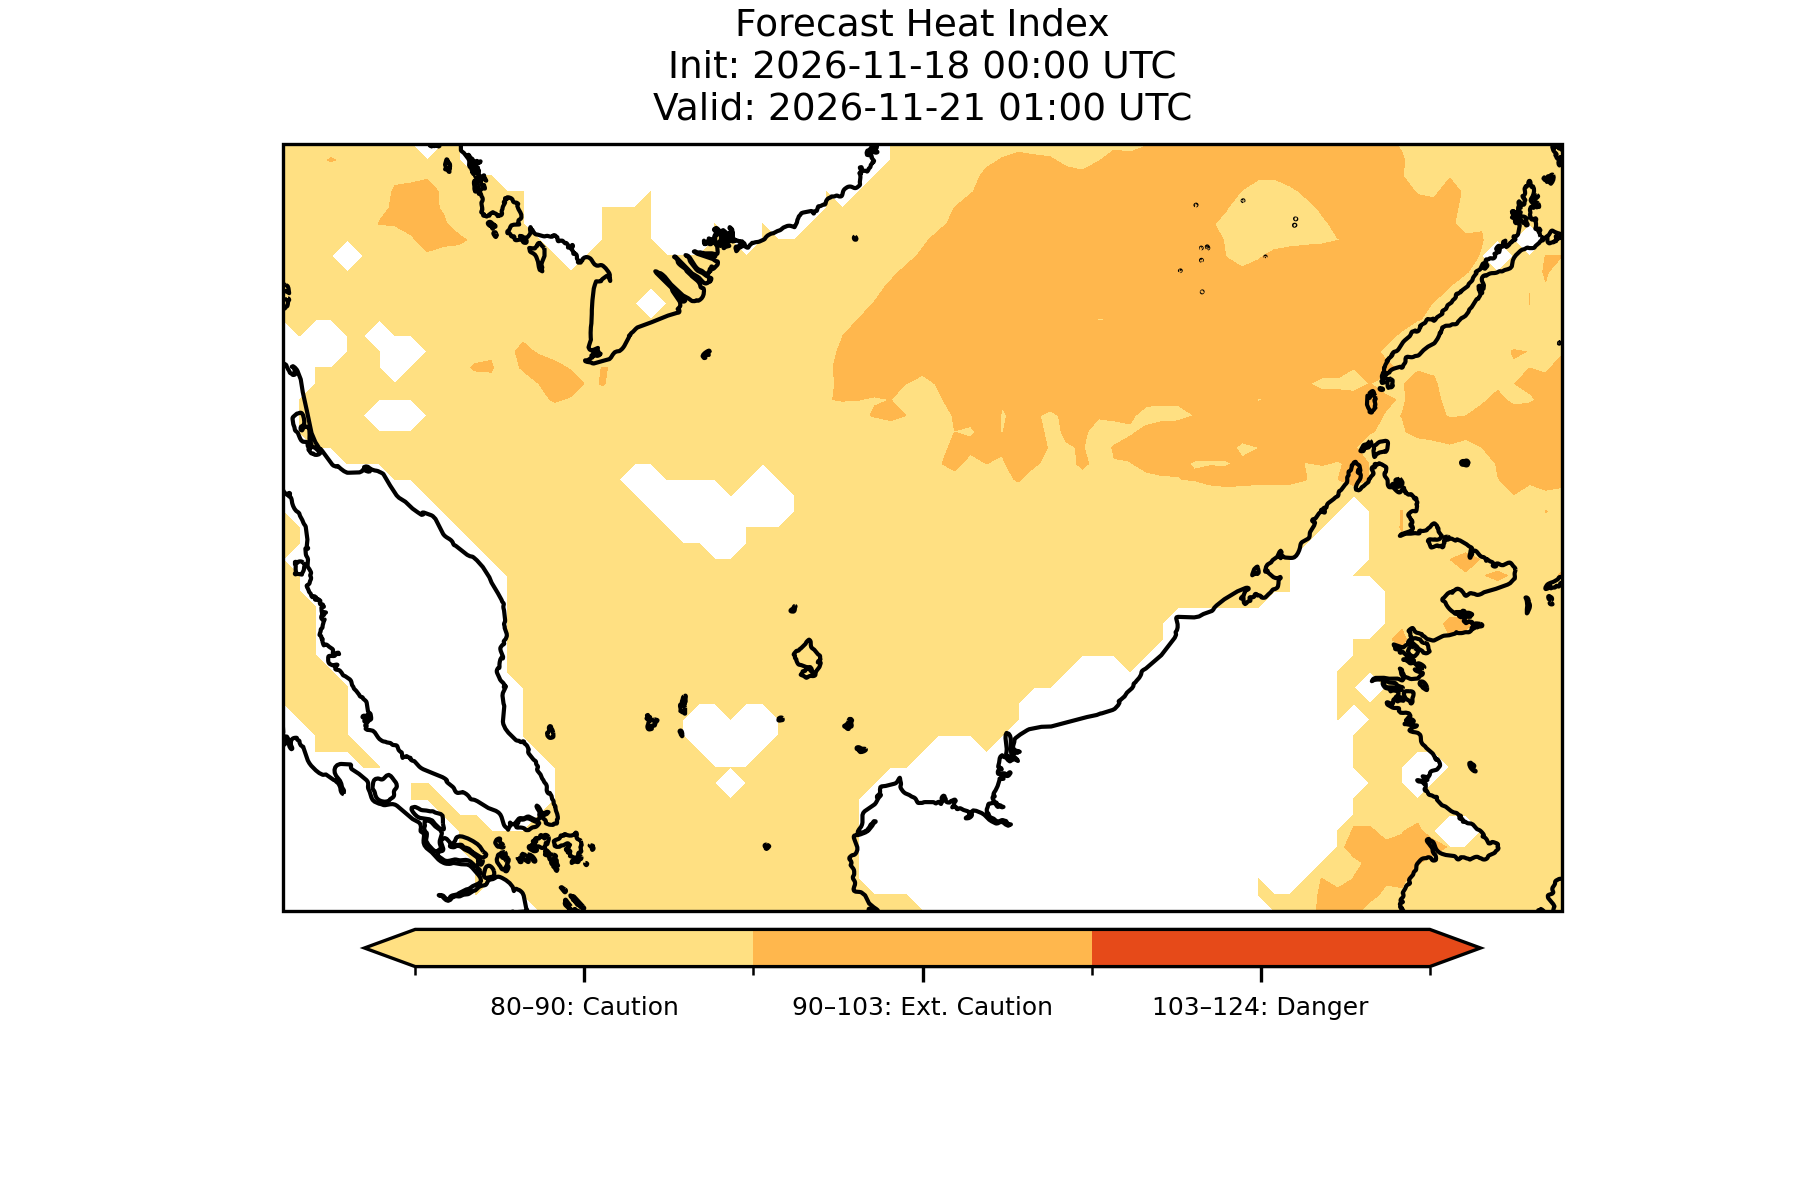 Forecast Heat Index
Init: 2026-11-18 00:00 UTC
Valid: 2026-11-21 01:00 UTC
80–90: Caution
90–103: Ext. Caution
103–124: Danger